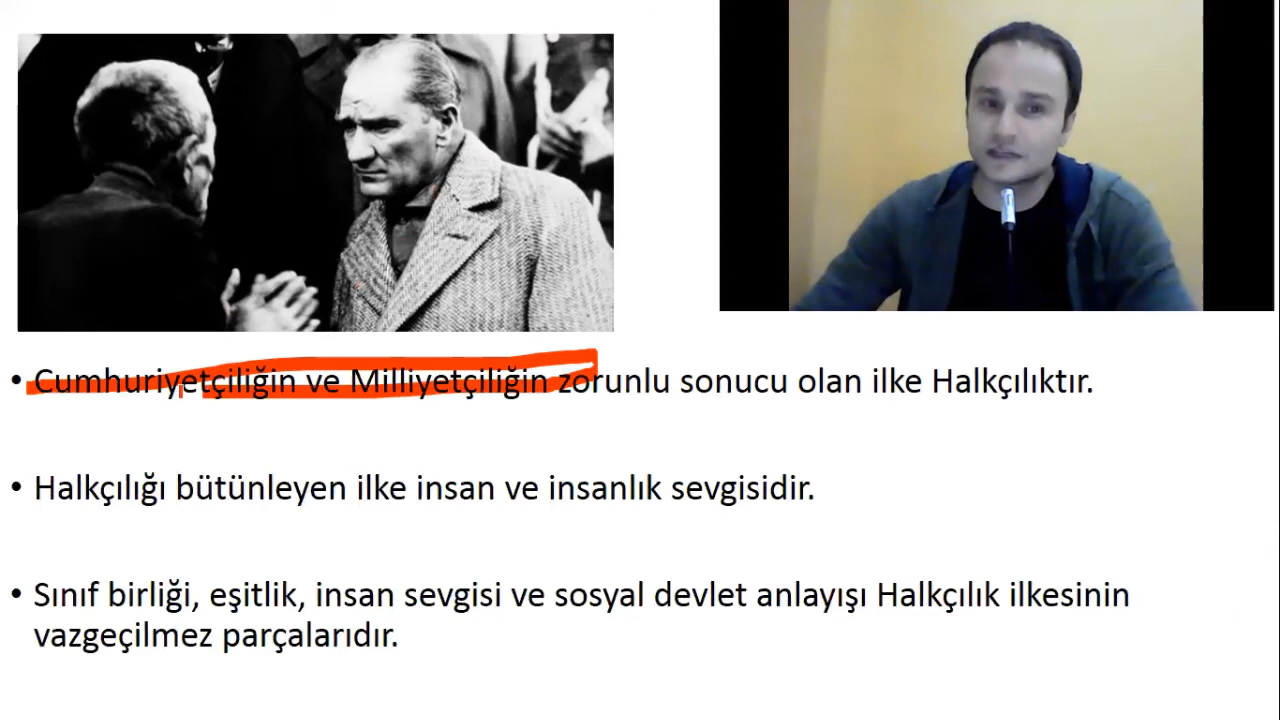 • Cumhuriyetçiliğin ve Milliyetçiliğin zorunlu sonucu olan ilke Halkçılıktır.
• Halkçılığı bütünleyen ilke insan ve insanlık sevgisidir.
• Sınıf birliği, eşitlik, insan sevgisi ve sosyal devlet anlayışı Halkçılık ilkesinin
vazgeçilmez parçalarıdır.